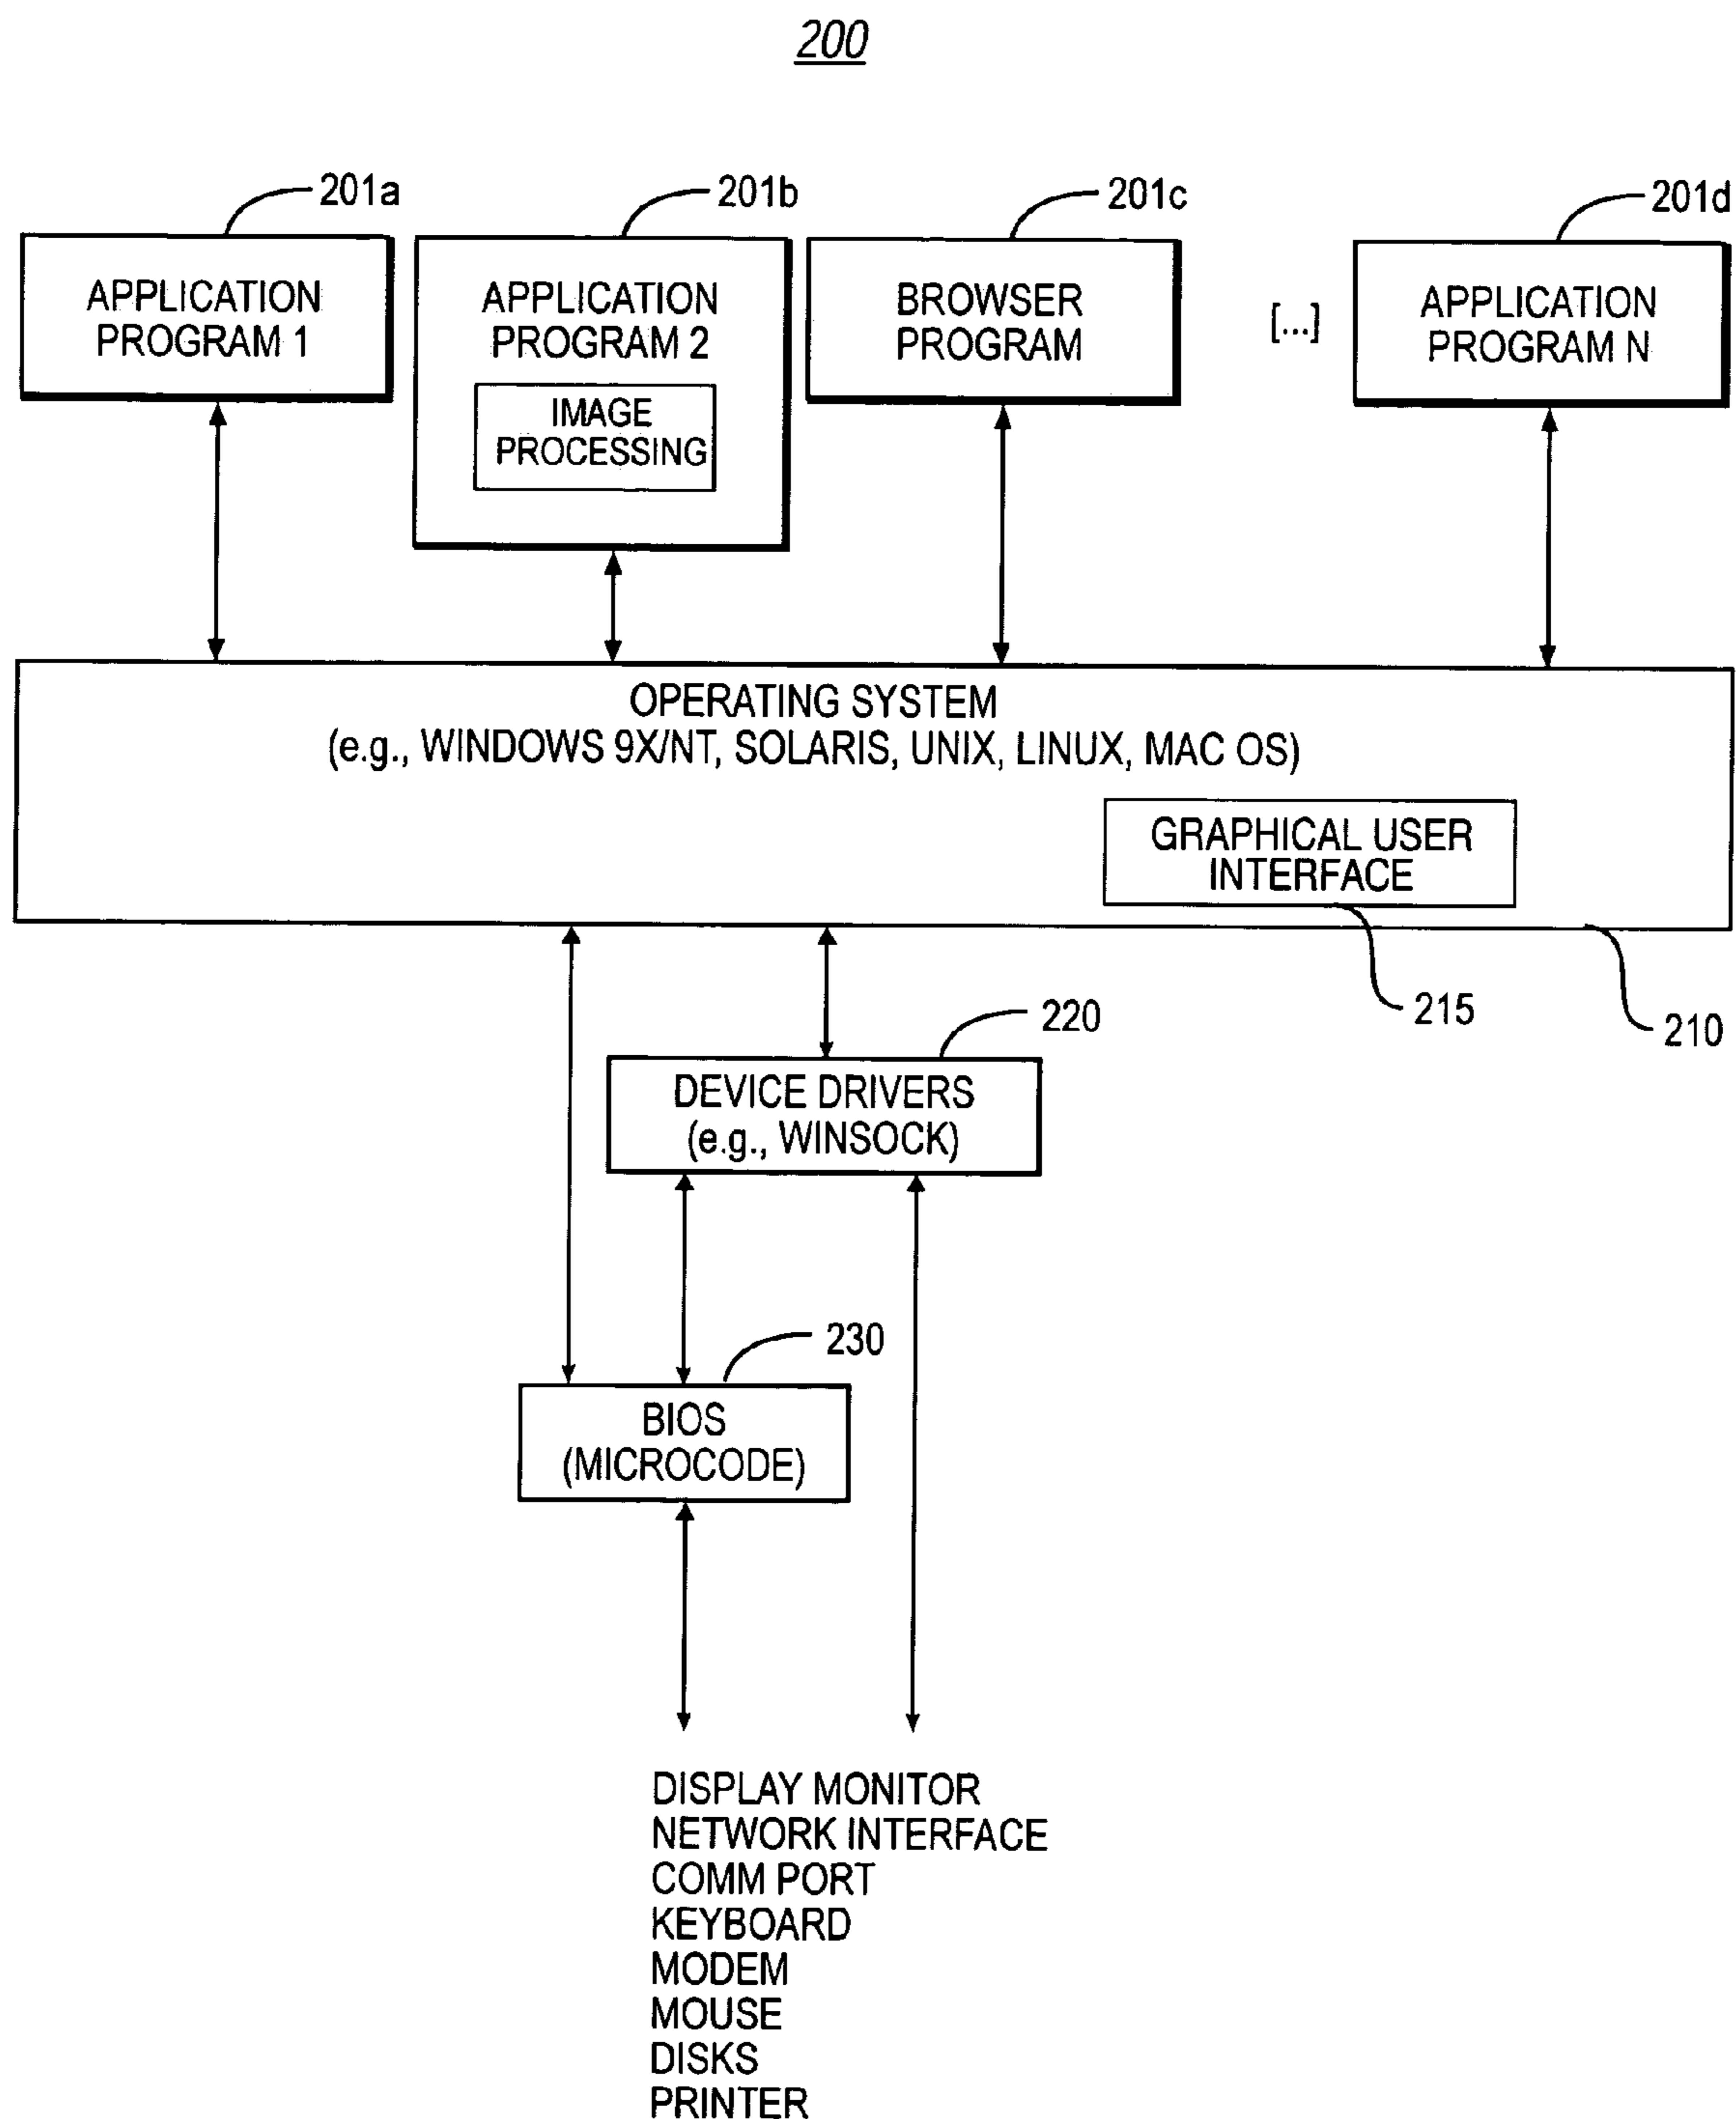 200
201a
201b
201c
201d
APPLICATION
PROGRAM 1
APPLICATION
PROGRAM 2
IMAGE
PROCESSING
BROWSER
PROGRAM
[...]
APPLICATION
PROGRAM N
OPERATING SYSTEM
(e.g., WINDOWS 9X/NT, SOLARIS, UNIX, LINUX, MAC OS)
GRAPHICAL USER
INTERFACE
215
210
220
DEVICE DRIVERS
(e.g., WINSOCK)
230
BIOS
(MICROCODE)
DISPLAY MONITOR
NETWORK INTERFACE
COMM PORT
KEYBOARD
MODEM
MOUSE
DISKS
PRINTER